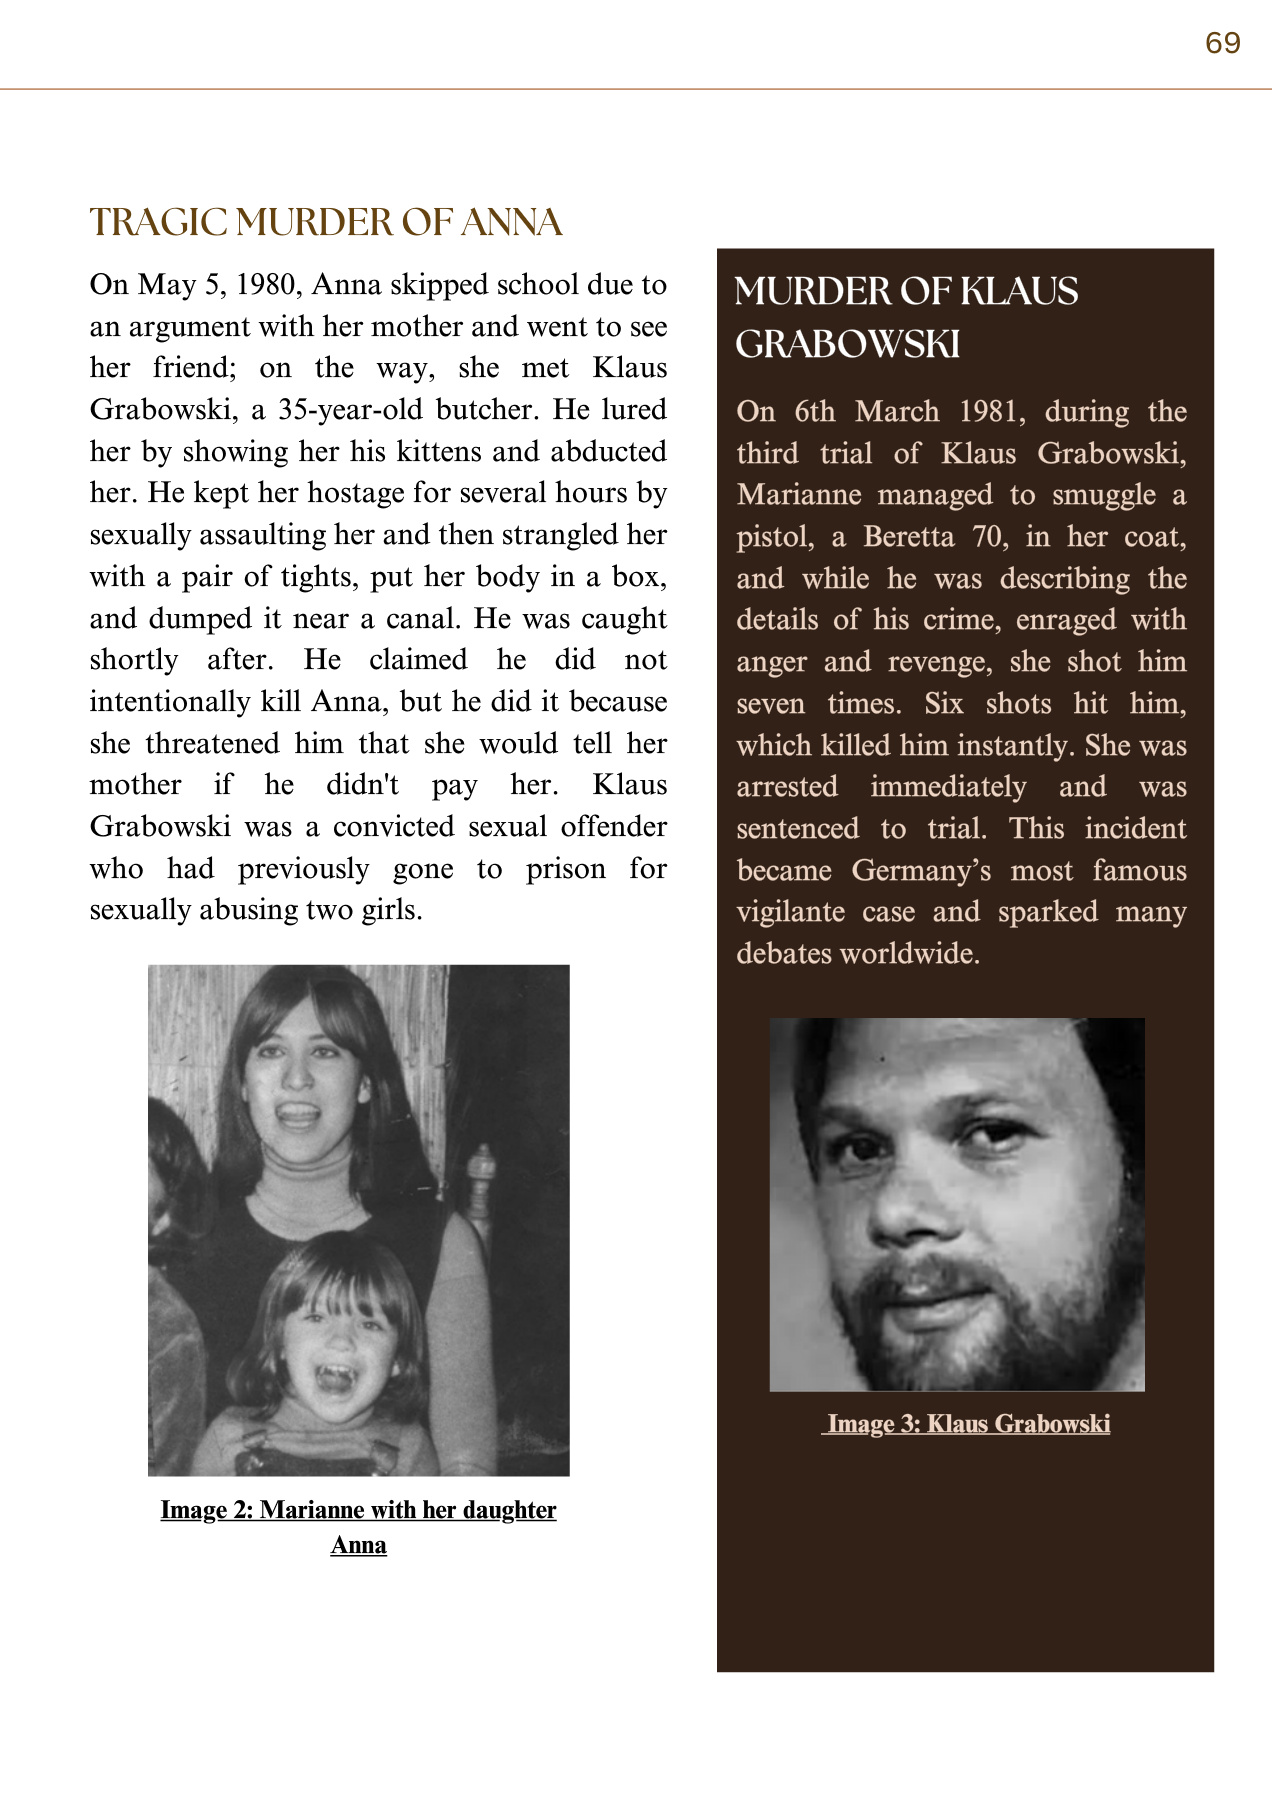 69
TRAGIC MURDER OF ANNA
On May 5, 1980, Anna skipped school due to
an argument with her mother and went to see
her friend; on the way, she met Klaus
Grabowski, a 35-year-old butcher. He lured
her by showing her his kittens and abducted
her. He kept her hostage for several hours by
sexually assaulting her and then strangled her
with a pair of tights, put her body in a box,
and dumped it near a canal. He was caught
shortly after. He claimed he did not
intentionally kill Anna, but he did it because
she threatened him that she would tell her
mother if he didn't pay her. Klaus
Grabowski was a convicted sexual offender
who had previously gone to prison for
sexually abusing two girls.
Image 2: Marianne with her daughter
Anna
MURDER OF KLAUS
GRABOWSKI
On 6th March 1981, during the
third trial of Klaus Grabowski,
Marianne managed to smuggle a
pistol, a Beretta 70, in her coat,
and while he was describing the
details of his crime, enraged with
anger and revenge, she shot him
seven times. Six shots hit him,
which killed him instantly. She was
arrested immediately and was
sentenced to trial. This incident
became Germany’s most famous
vigilante case and sparked many
debates worldwide.
Image 3: Klaus Grabowski